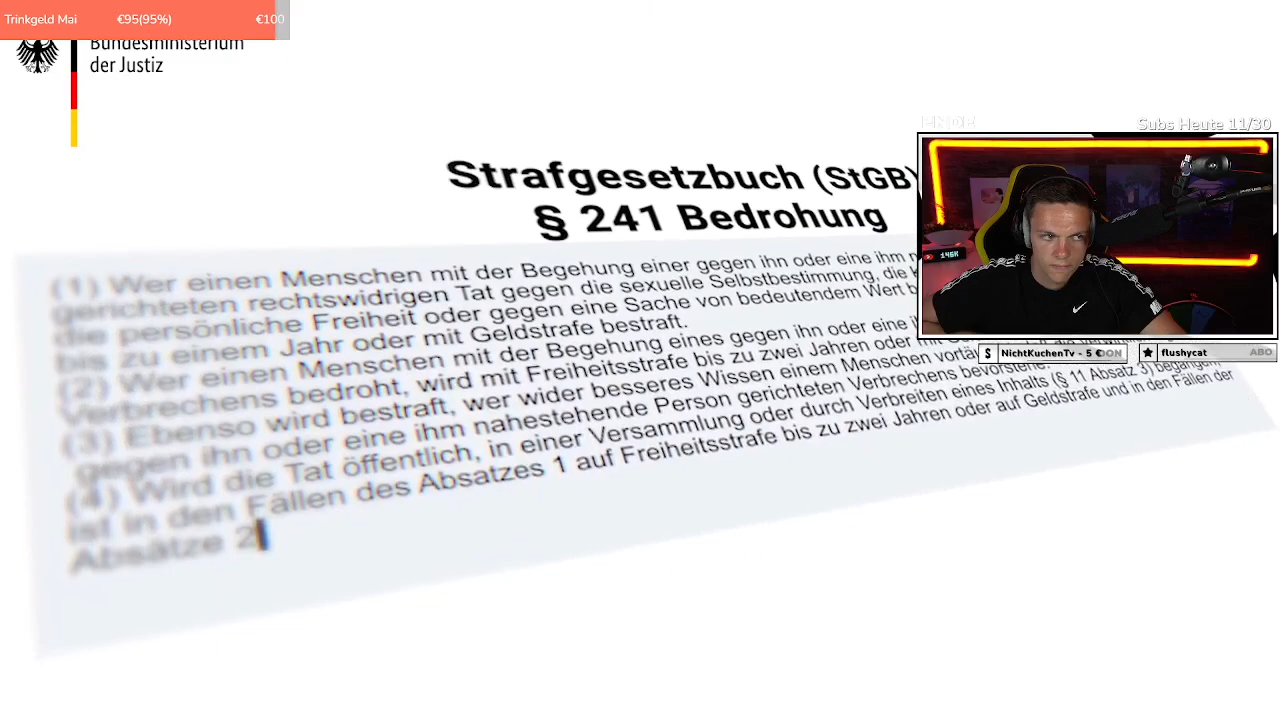 Trinkgeld Mai €95(95%) €100
Bundesministerium
der Justiz
ENDE
Subs Heute 11/30
Strafgesetzbuch (StGB)
§ 241 Bedrohung
(1) Wer einen Menschen mit der Begehung einer gegen ihn oder eine ihm
gerichteten rechtswidrigen Tat gegen die sexuelle Selbstbestimmung, die
die persönliche Freiheit oder gegen eine Sache von bedeutendem Wert
bis zu einem Jahr oder mit Geldstrafe bestraft.
(2) Wer einen Menschen mit der Begehung eines gegen ihn oder eine
Verbrechens bedroht, wird mit Freiheitsstrafe bis zu zwei Jahren oder mit
(3) Ebenso wird bestraft, wer wider besseres Wissen einem Menschen
gegen ihn oder eine ihm nahestehende Person gerichteten Verbrechens bevorstehe.
(4) Wird die Tat öffentlich, in einer Versammlung oder durch Verbreiten eines Inhalts (§ 11 Absatz 3) begangen,
ist in den Fällen des Absatzes 1 auf Freiheitsstrafe bis zu zwei Jahren oder auf Geldstrafe und in den Fällen der
Absätze 2
146K
$ NichtKuchenTv - 5 € DON
flushycat ABO